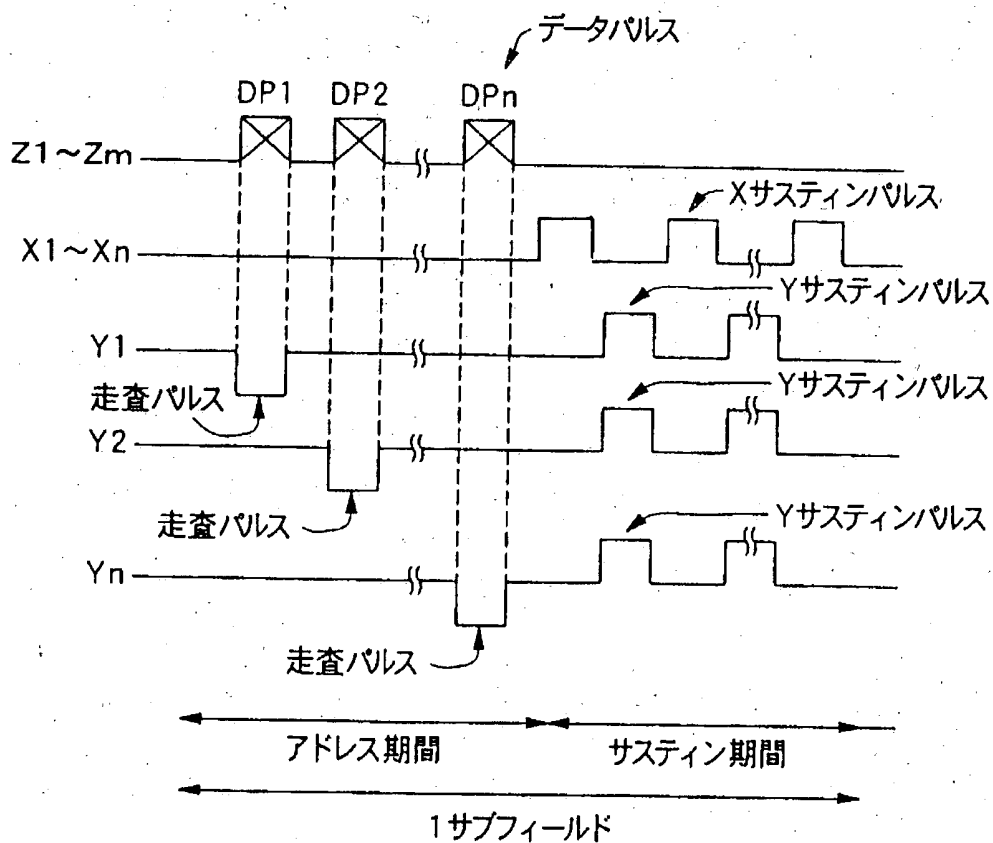 データパルス
DP1 DP2 DPn
Z1～Zm
Xサスティンパルス
X1～Xn
Yサスティンパルス
Y1
Yサスティンパルス
走査パルス
Y2
走査パルス
Yサスティンパルス
Yn
走査パルス
アドレス期間 サスティン期間
1サブフィールド